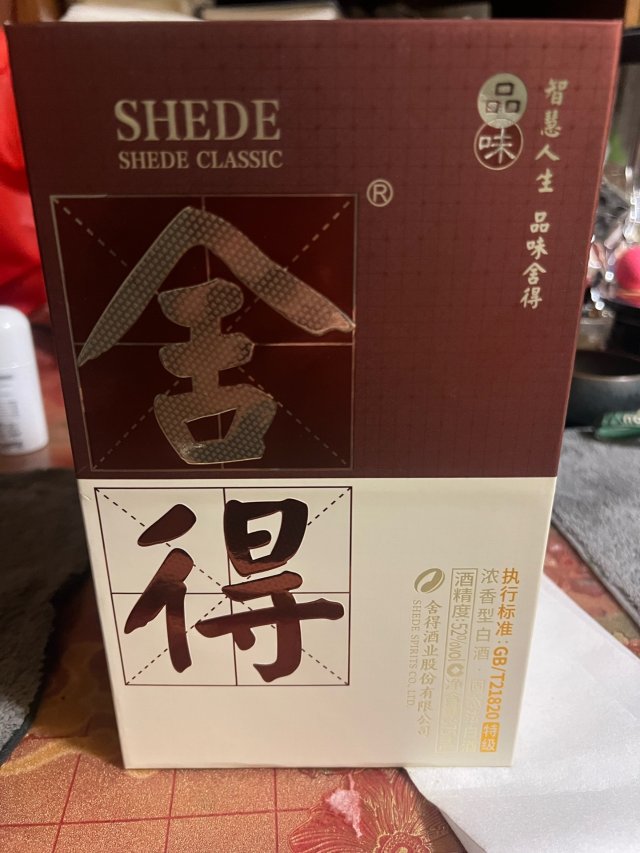 SHEDE
SHEDE CLASSIC
®
品味
智慧人生 品味舍得
舍得
执行标准:GB/T21820 特级
浓香型白酒
酒精度:52%vol
舍得酒业股份有限公司
SHEDE SPIRITS CO., LTD.